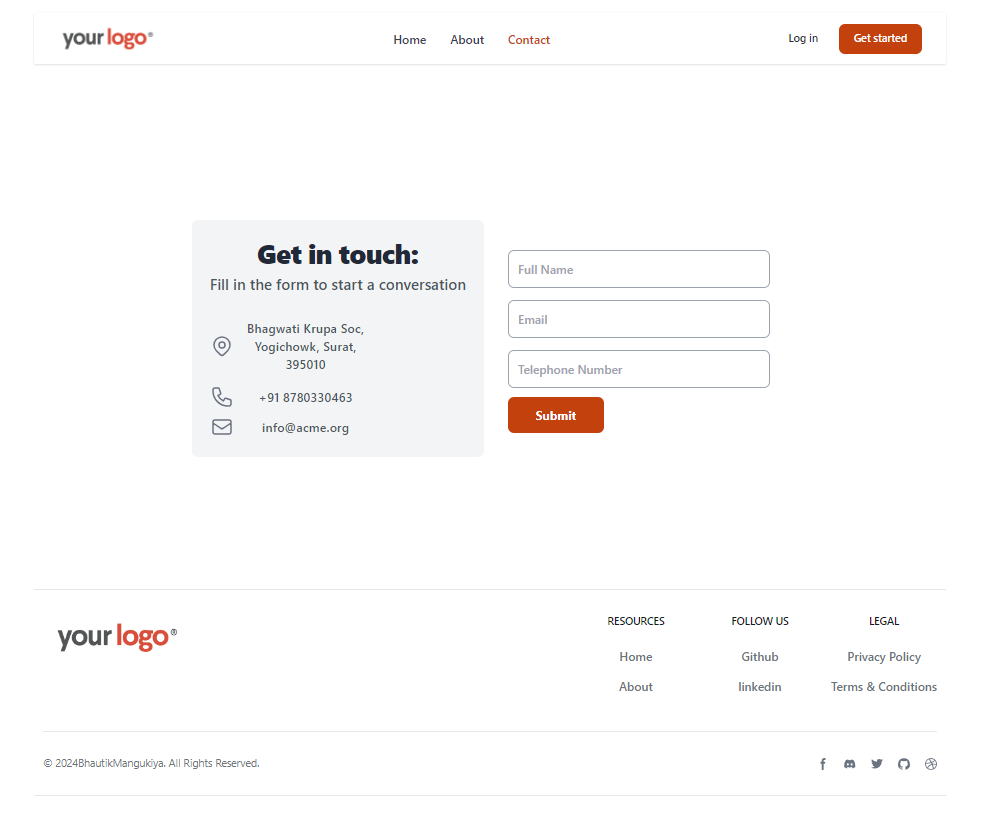 your logo®
Home About Contact
Log in Get started
Get in touch:
Fill in the form to start a conversation
Bhagwati Krupa Soc,
Yogichowk, Surat,
395010
+91 8780330463
info@acme.org
Full Name
Email
Telephone Number
Submit
your logo®
RESOURCES FOLLOW US LEGAL
Home Github Privacy Policy
About linkedin Terms & Conditions
© 2024BhautikMangukiya. All Rights Reserved.